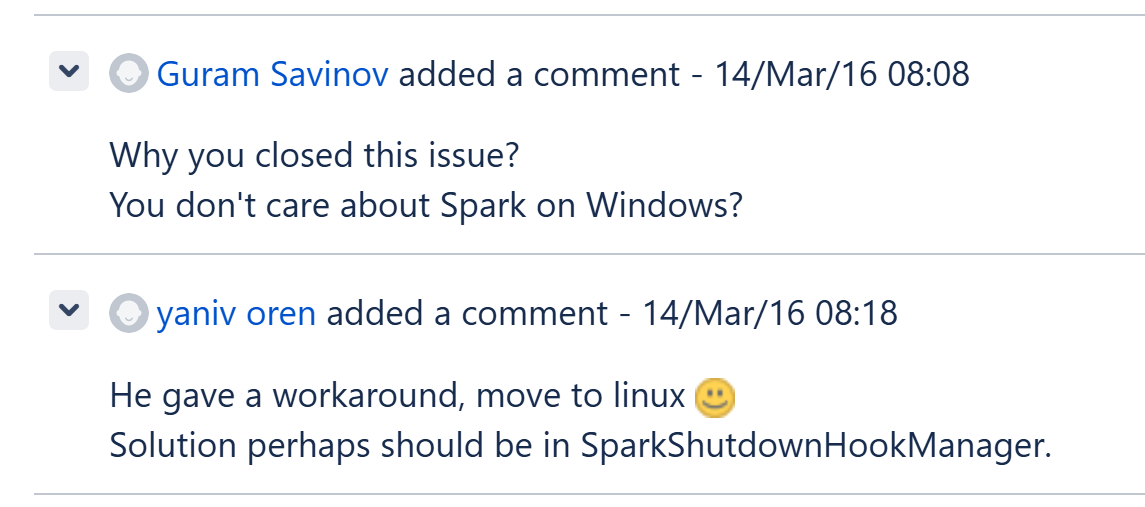 Guram Savinov added a comment - 14/Mar/16 08:08
Why you closed this issue?
You don't care about Spark on Windows?
yaniv oren added a comment - 14/Mar/16 08:18
He gave a workaround, move to linux
Solution perhaps should be in SparkShutdownHookManager.